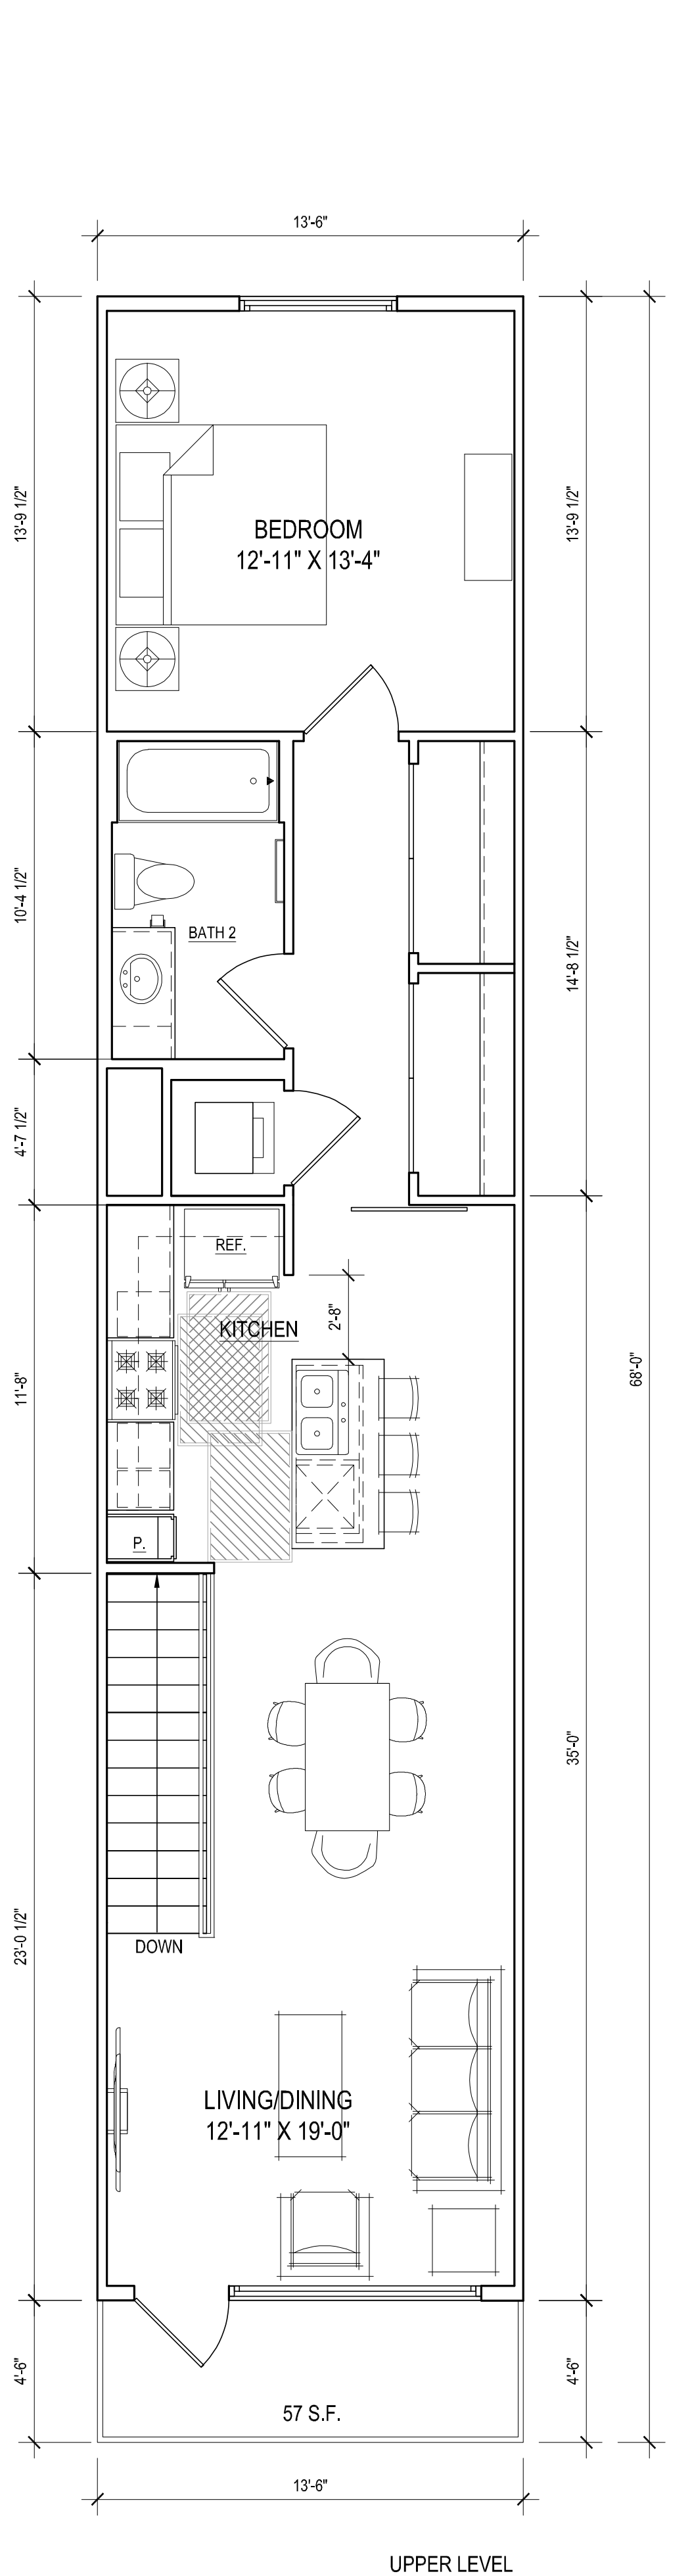 13'-6"
13'-9 1/2"
13'-9 1/2"
BEDROOM
12'-11" X 13'-4"
10'-4 1/2"
BATH 2
14'-8 1/2"
4'-7 1/2"
REF.
2'-8"
KITCHEN
68'-0"
11'-8"
P.
35'-0"
23'-0 1/2"
DOWN
LIVING/DINING
12'-11" X 19'-0"
4'-6"
4'-6"
57 S.F.
13'-6"
UPPER LEVEL